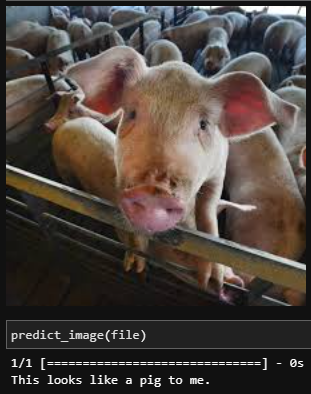 predict_image(file)
1/1 [==============================] - 0s
This looks like a pig to me.